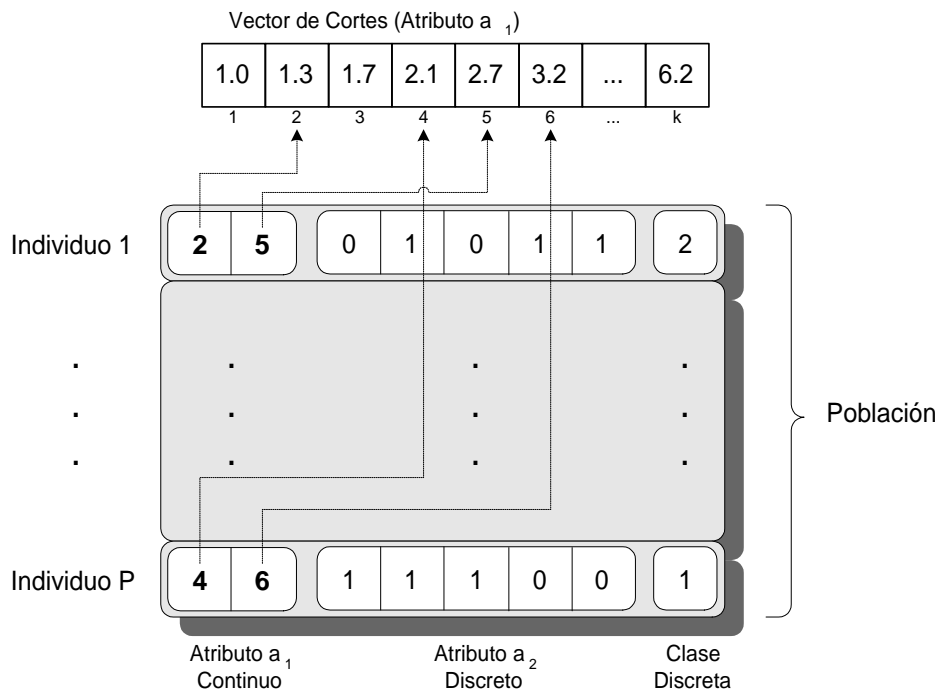 Vector de Cortes (Atributo a 1)
1.0 1.3 1.7 2.1 2.7 3.2 ... 6.2
1 2 3 4 5 6 ... k
Individuo 1 2 5 0 1 0 1 1 2
. . . .
. . . .
. . . .
Población
Individuo P 4 6 1 1 1 0 0 1
Atributo a 1
Continuo
Atributo a 2
Discreto
Clase
Discreta